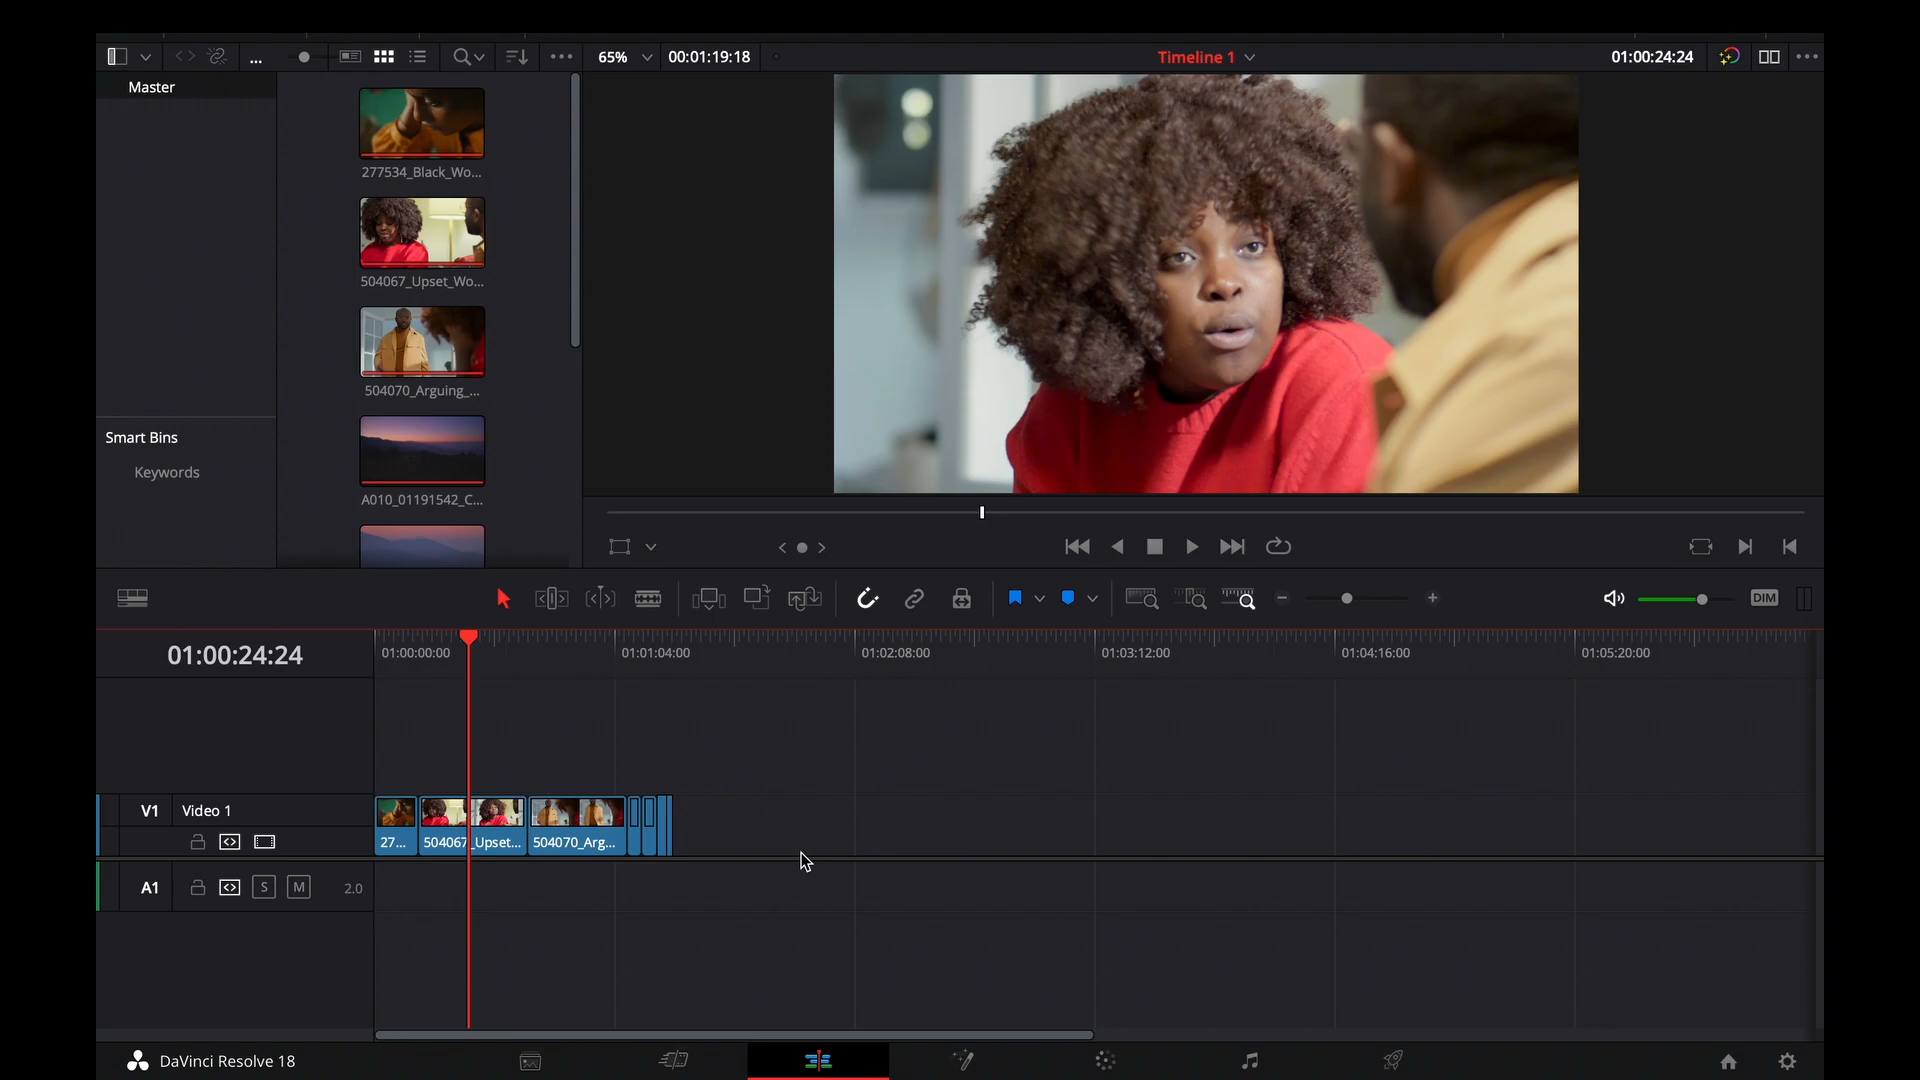 ...
...
65%
00:01:19:18
Timeline 1
01:00:24:24
...
Master
277534_Black_Wo...
504067_Upset_Wo...
504070_Arguing_...
A010_01191542_C...
Smart Bins
Keywords
DIM
01:00:24:24
01:00:00:00
01:01:04:00
01:02:08:00
01:03:12:00
01:04:16:00
01:05:20:00
V1
Video 1
27...
504067_Upset...
504070_Arg...
A1
S
M
2.0
DaVinci Resolve 18